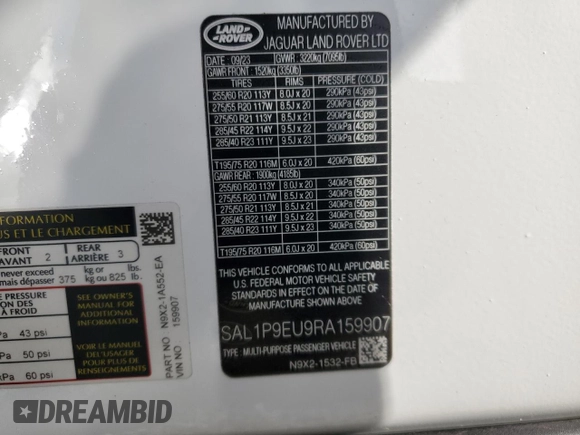 LAND
ROVER
MANUFACTURED BY
JAGUAR LAND ROVER LTD
DATE : 09/23 GVWR : 3220kg (7095lb)
GAWR FRONT : 1520kg (3350lb)
TIRES RIMS PRESSURE (COLD)
255/60 R20 113Y 8.0J x 20 290kPa (43psi)
275/55 R20 117W 8.5J x 20 290kPa (43psi)
275/50 R21 113Y 8.5J x 21 290kPa (43psi)
285/45 R22 114Y 9.5J x 22 290kPa (43psi)
285/40 R23 111Y 9.5J x 23 290kPa (43psi)
T195/75 R20 116M 6.0J x 20 420kPa (60psi)
GAWR REAR : 1900kg (4185lb)
255/60 R20 113Y 8.0J x 20 340kPa (50psi)
275/55 R20 117W 8.5J x 20 340kPa (50psi)
275/50 R21 113Y 8.5J x 21 340kPa (50psi)
285/45 R22 114Y 9.5J x 22 340kPa (50psi)
285/40 R23 111Y 9.5J x 23 340kPa (50psi)
T195/75 R20 116M 6.0J x 20 420kPa (60psi)
THIS VEHICLE CONFORMS TO ALL APPLICABLE
U.S. FEDERAL MOTOR VEHICLE SAFETY
STANDARDS IN EFFECT ON THE DATE OF
MANUFACTURE SHOWN ABOVE
SAL1P9EU9RA159907
TYPE : MULTI-PURPOSE PASSENGER VEHICLE
N9X2-1532-FB
FORMATION
US ET LE CHARGEMENT
FRONT
AVANT 2 REAR
ARRIÈRE 3
never exceed
mais dépasser 375 kg or
kg ou 825 lbs.
lb.
E PRESSURE
ION DES
À FROID
Pa 43 psi
Pa 50 psi
kPa 60 psi
SEE OWNER'S
MANUAL FOR
ADDITIONAL
INFORMATION
VOIR LE MANUEL
DE L'USAGER
POUR PLUS DE
RENSEIGNEMENTS
PART NO N9X2-1A552-EA
VIN NO 159907
DREAMBID